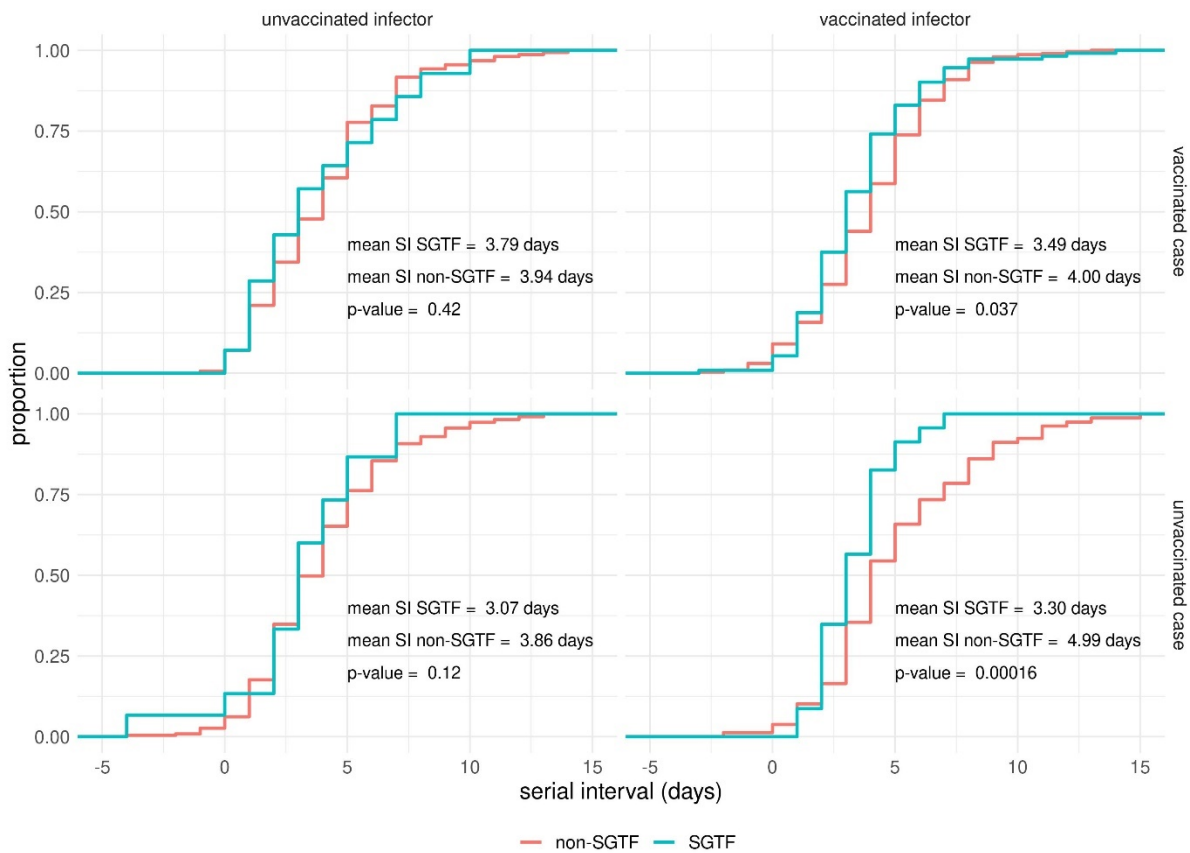 unvaccinated infector
vaccinated infector
1.00
0.75
0.50
0.25
0.00
mean SI SGTF = 3.79 days
mean SI non-SGTF = 3.94 days
p-value = 0.42
mean SI SGTF = 3.49 days
mean SI non-SGTF = 4.00 days
p-value = 0.037
vaccinated case
proportion
1.00
0.75
0.50
0.25
0.00
mean SI SGTF = 3.07 days
mean SI non-SGTF = 3.86 days
p-value = 0.12
mean SI SGTF = 3.30 days
mean SI non-SGTF = 4.99 days
p-value = 0.00016
unvaccinated case
-5 0 5 10 15
-5 0 5 10 15
serial interval (days)
non-SGTF SGTF